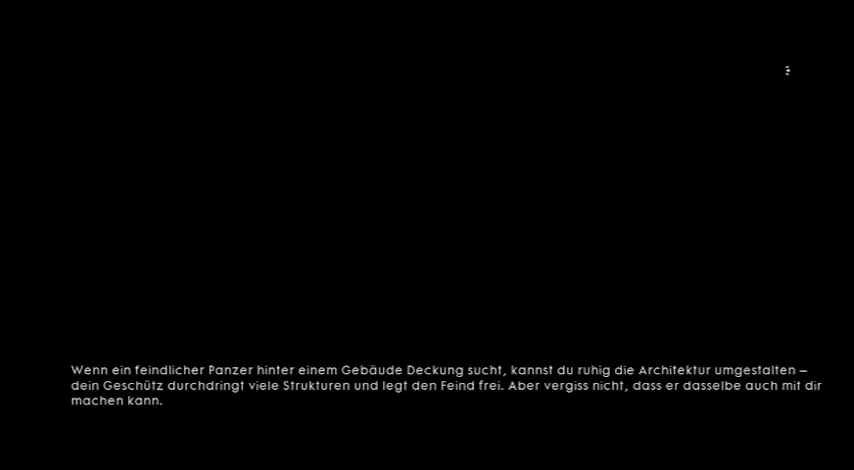 Wenn ein feindlicher Panzer hinter einem Gebäude Deckung sucht, kannst du ruhig die Architektur umgestalten –
dein Geschütz durchdringt viele Strukturen und legt den Feind frei. Aber vergiss nicht, dass er dasselbe auch mit dir
machen kann.